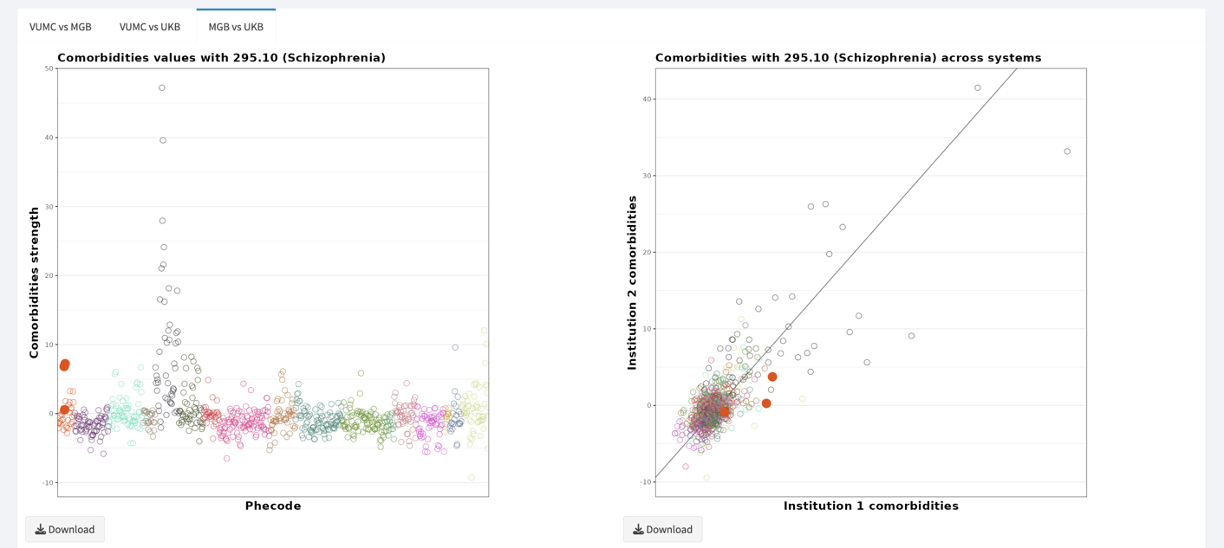 VUMC vs MGB
VUMC vs UKB
MGB vs UKB
Comorbidities values with 295.10 (Schizophrenia)
50
40
30
20
10
0
-10
Comorbidities strength
Phecode
Download
Comorbidities with 295.10 (Schizophrenia) across systems
40
30
20
10
0
-10
Institution 2 comorbidities
Institution 1 comorbidities
Download